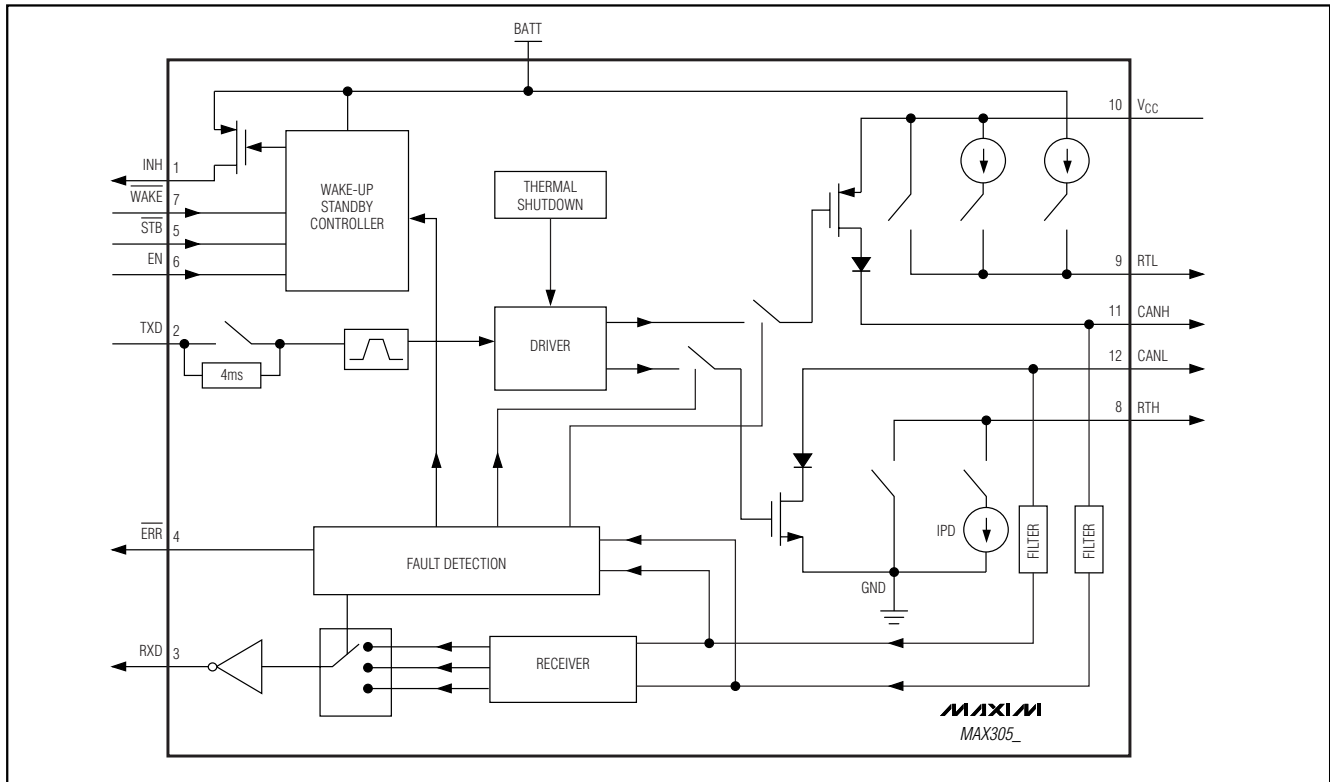 BATT
10 VCC
INH 1
WAKE 7
STB 5
EN 6
WAKE-UP
STANDBY
CONTROLLER
THERMAL
SHUTDOWN
9 RTL
11 CANH
TXD 2
4ms
DRIVER
12 CANL
8 RTH
ERR 4
FAULT DETECTION
IPD
FILTER
FILTER
GND
RXD 3
RECEIVER
MAXIM
MAX305_